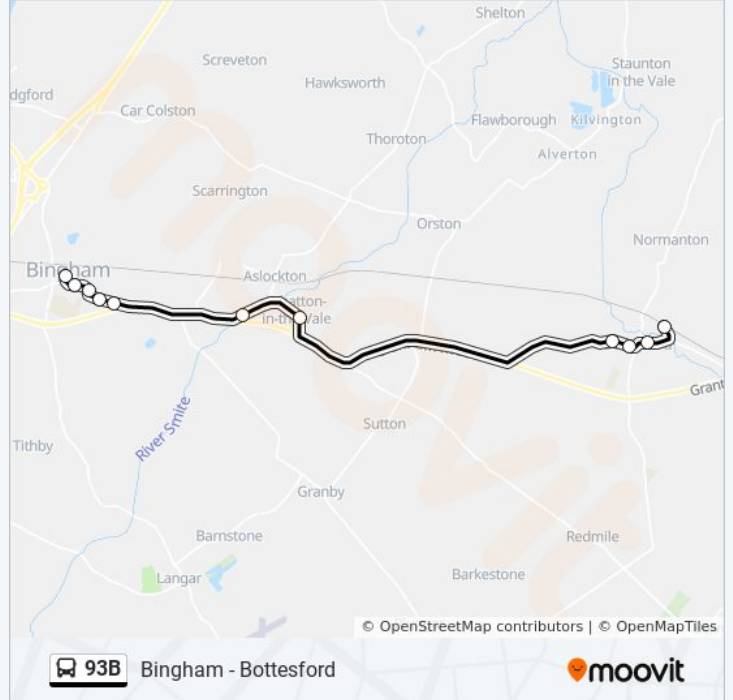 Shelton
Screveton
Staunton
in the Vale
Hawksworth
dgford
Car Colston
Flawborough
Kilvington
Thoroton
Alverton
Scarrington
Orston
Normanton
Bingham
Aslockton
atton-
in-the-Vale
Grant
River Smite
Sutton
Tithby
Granby
Barnstone
Redmile
Barkestone
Langar
© OpenStreetMap contributors | © OpenMapTiles
93B Bingham - Bottesford
moovit